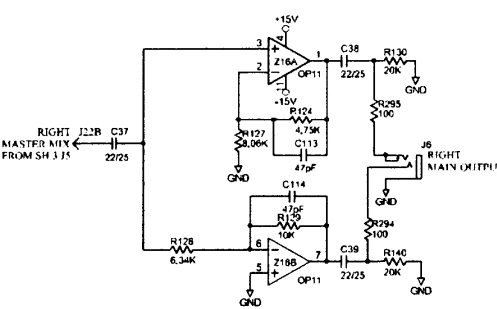 +15V
4
3
Z16A
1
2
OP11
11
+15V
C38
22/25
R130
20K
GND
R295
100
RIGHT
J22B
MASTER MIX
FROM SH 3 J5
C37
22/25
R127
8,06K
GND
R124
4,75K
C113
47pF
J6
RIGHT
MAIN OUTPUT
GND
C114
47pF
R129
10K
R128
6,34K
6
Z16B
7
5
OP11
GND
C39
22/25
R294
100
R140
20K
GND